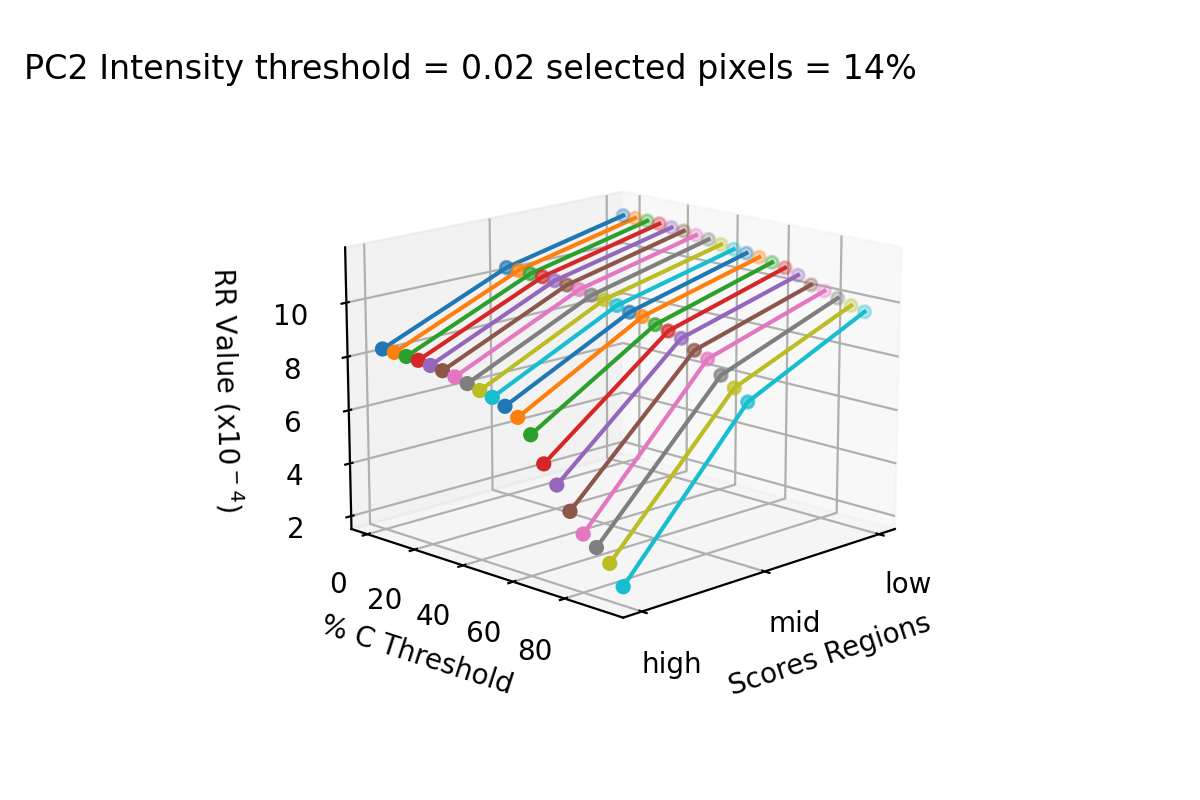 PC2 Intensity threshold = 0.02 selected pixels = 14%
RR Value (x10⁻⁴)
10
8
6
4
2
0
20
40
60
80
% C Threshold
high
mid
low
Scores Regions